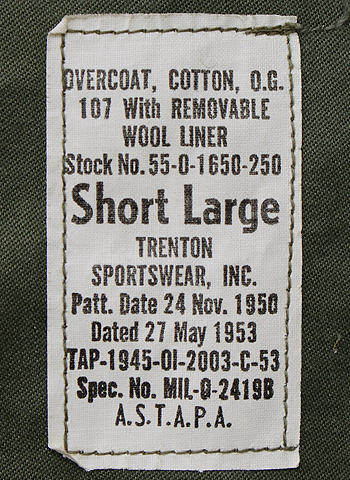 OVERCOAT, COTTON, O.G.
107 With REMOVABLE
WOOL LINER
Stock No. 55-O-1650-250
Short Large
TRENTON
SPORTSWEAR, INC.
Patt. Date 24 Nov. 1950
Dated 27 May 1953
TAP-1945-OI-2003-C-53
Spec. No. MIL-O-2419B
A.S.T.A.P.A.